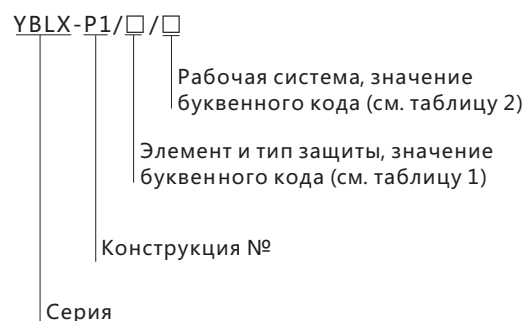 YBLX-P1/□/□
Рабочая система, значение
буквенного кода (см. таблицу 2)
Элемент и тип защиты, значение
буквенного кода (см. таблицу 1)
Конструкция №
Серия